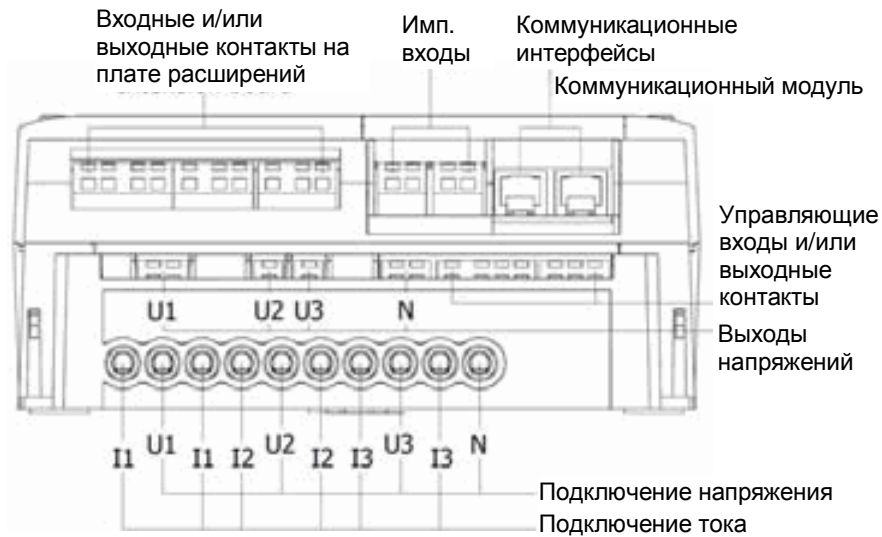 Входные и/или
выходные контакты на
плате расширений
Имп.
входы
Коммуникационные
интерфейсы
Коммуникационный модуль
Управляющие
входы и/или
выходные
контакты
U1 U2 U3 N
Выходы
напряжений
I1 U1 I1 I2 U2 I2 I3 U3 I3 N
Подключение напряжения
Подключение тока